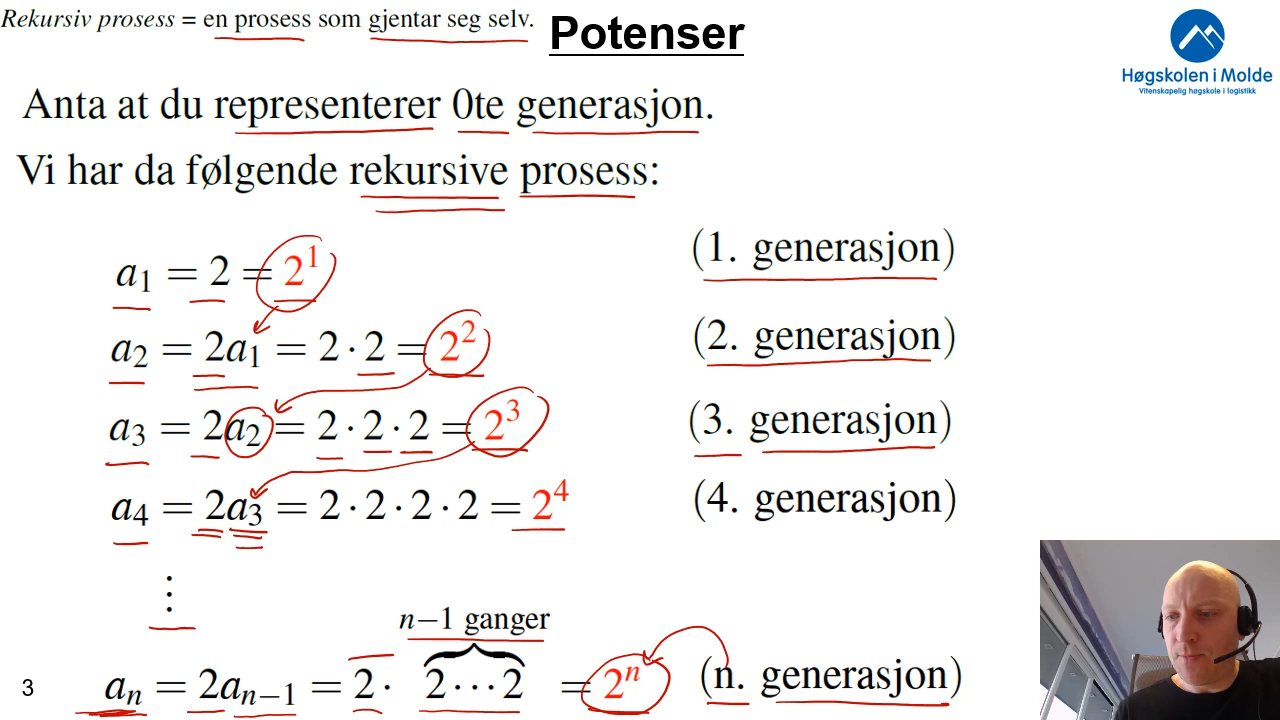 Rekursiv prosess = en prosess som gjentar seg selv.
Potenser
Høgskolen i Molde
Vitenskapelig høgskole i logistikk
Anta at du representerer 0te generasjon.
Vi har da følgende rekursive prosess:
a₁ = 2 = 2¹ (1. generasjon)
a₂ = 2a₁ = 2 · 2 = 2² (2. generasjon)
a₃ = 2a₂ = 2 · 2 · 2 = 2³ (3. generasjon)
a₄ = 2a₃ = 2 · 2 · 2 · 2 = 2⁴ (4. generasjon)
⋮
n−1 ganger
aₙ = 2aₙ₋₁ = 2 · 2 ··· 2 = 2ⁿ (n. generasjon)
3